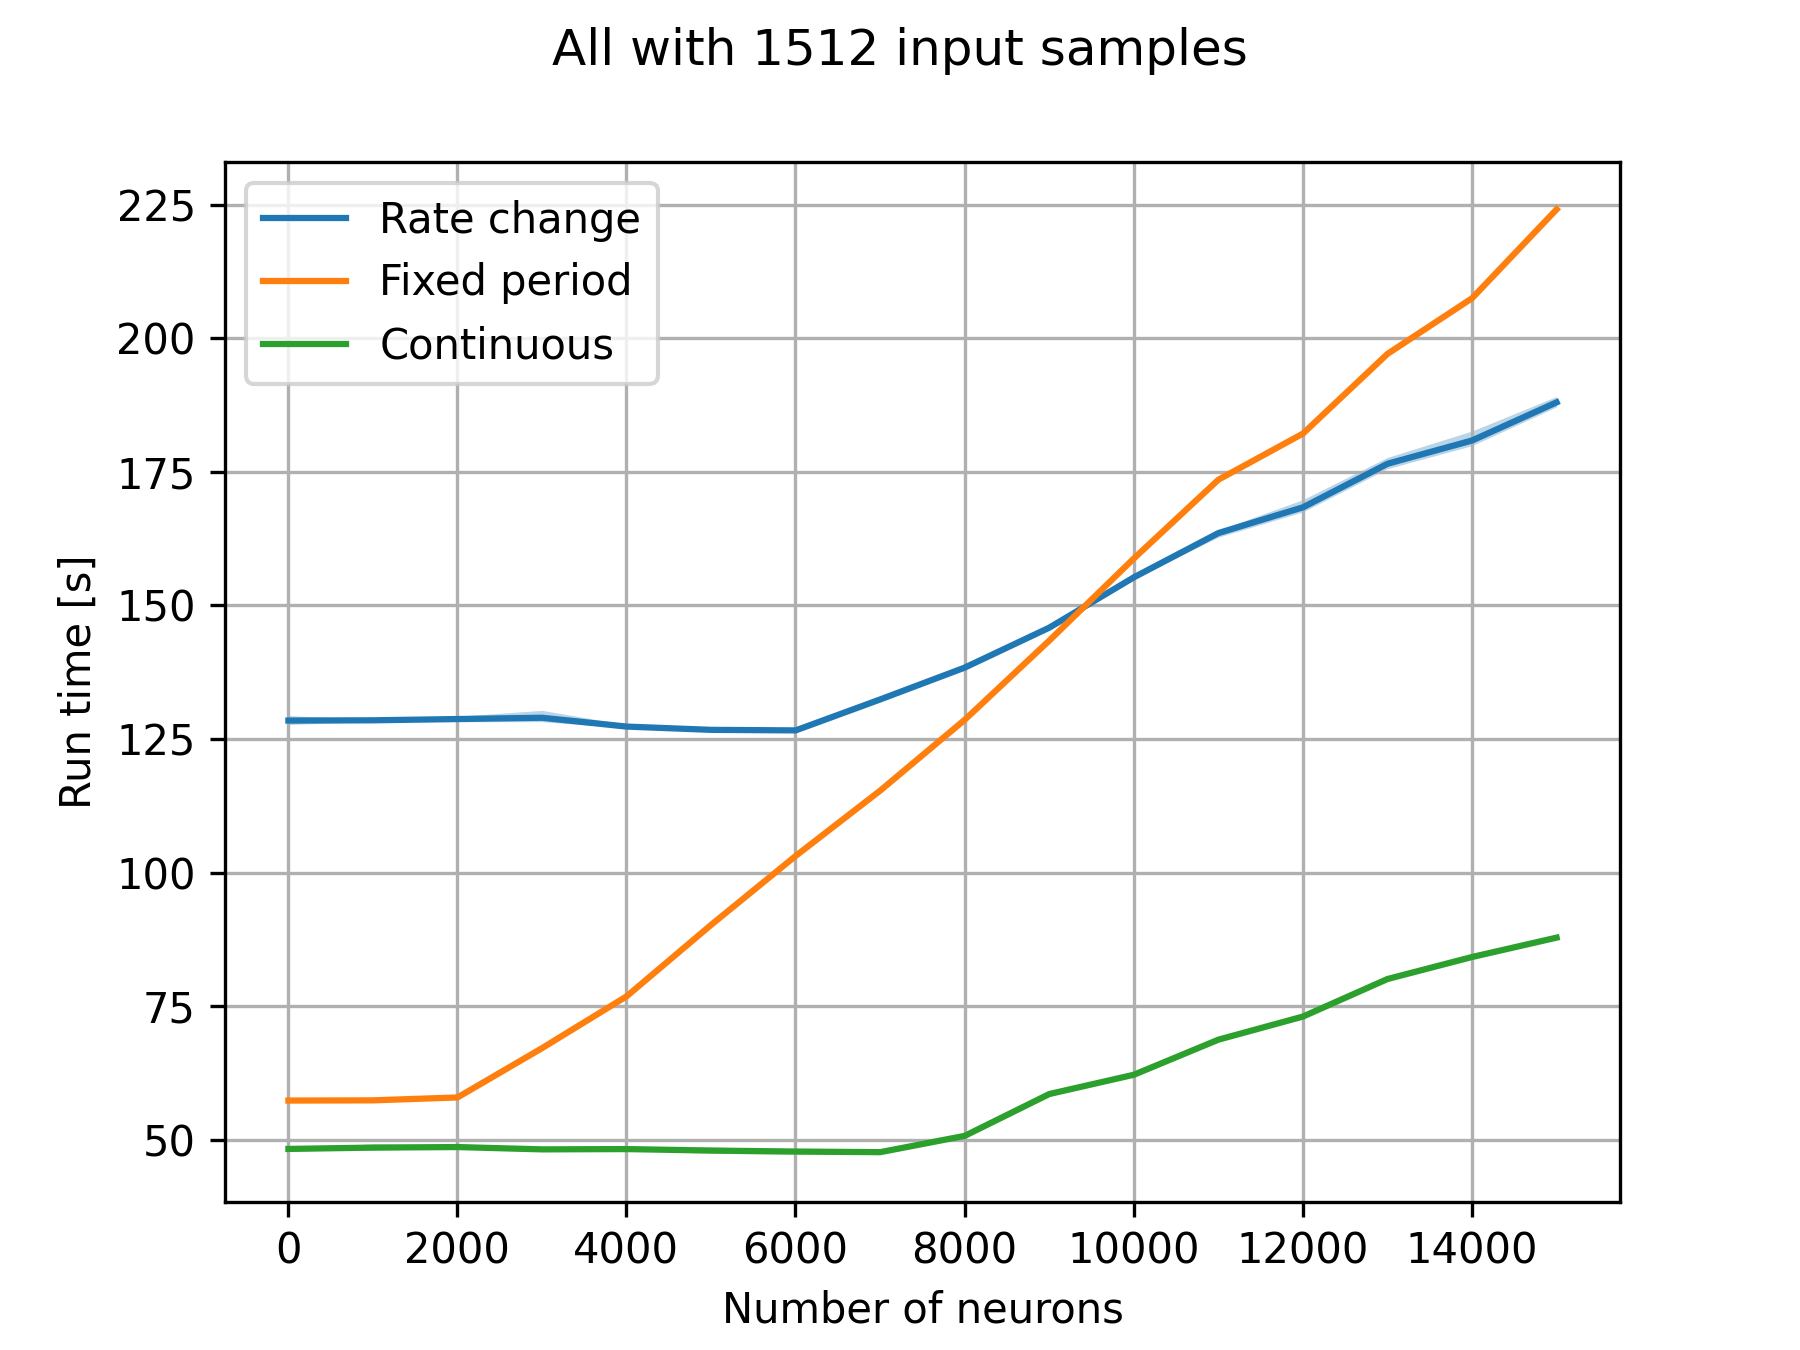 All with 1512 input samples
225
200
175
150
125
100
75
50
Run time [s]
Rate change
Fixed period
Continuous
0 2000 4000 6000 8000 10000 12000 14000
Number of neurons